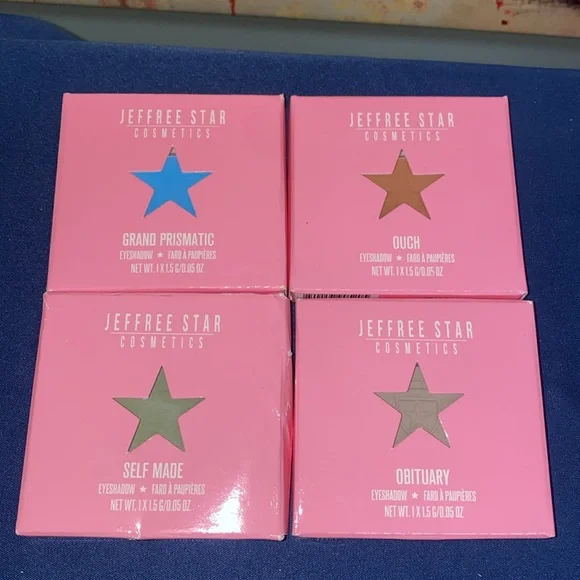 JEFFREE STAR
COSMETICS
GRAND PRISMATIC
EYESHADOW ★ FARD À PAUPIÈRES
NET WT. 1 X 1.5 G/0.05 OZ
JEFFREE STAR
COSMETICS
OUCH
EYESHADOW ★ FARD À PAUPIÈRES
NET WT. 1 X 1.5 G/0.05 OZ
JEFFREE STAR
COSMETICS
SELF MADE
EYESHADOW ★ FARD À PAUPIÈRES
NET WT. 1 X 1.5 G/0.05 OZ
JEFFREE STAR
COSMETICS
OBITUARY
EYESHADOW ★ FARD À PAUPIÈRES
NET WT. 1 X 1.5 G/0.05 OZ